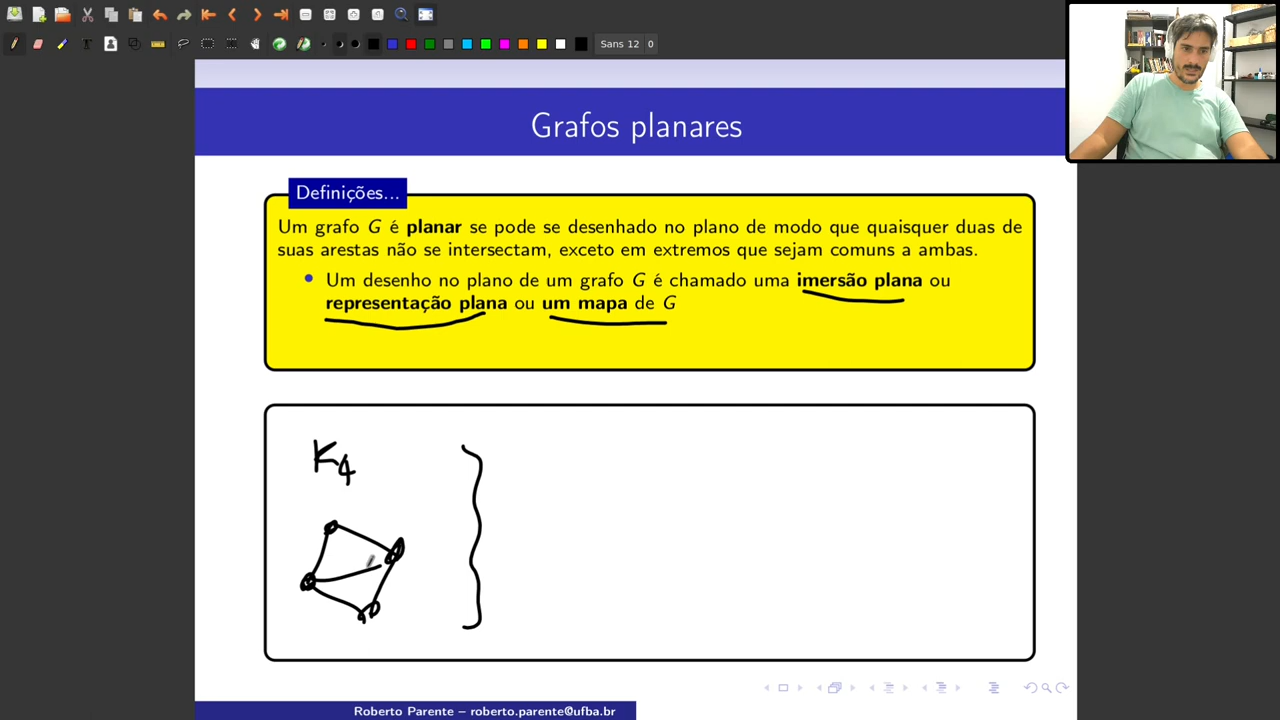 Sans 12 0
Grafos planares
Definições...
Um grafo G é planar se pode se desenhado no plano de modo que quaisquer duas de
suas arestas não se intersectam, exceto em extremos que sejam comuns a ambas.
• Um desenho no plano de um grafo G é chamado uma imersão plana ou
representação plana ou um mapa de G
K4
Roberto Parente – roberto.parente@ufba.br